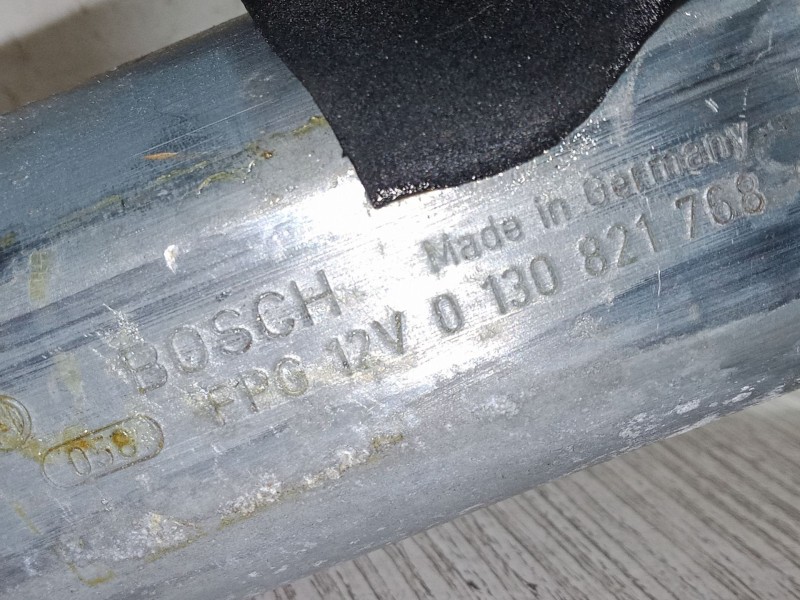 BOSCH
Made in Germany
FPG 12V 0 130 821 768
058